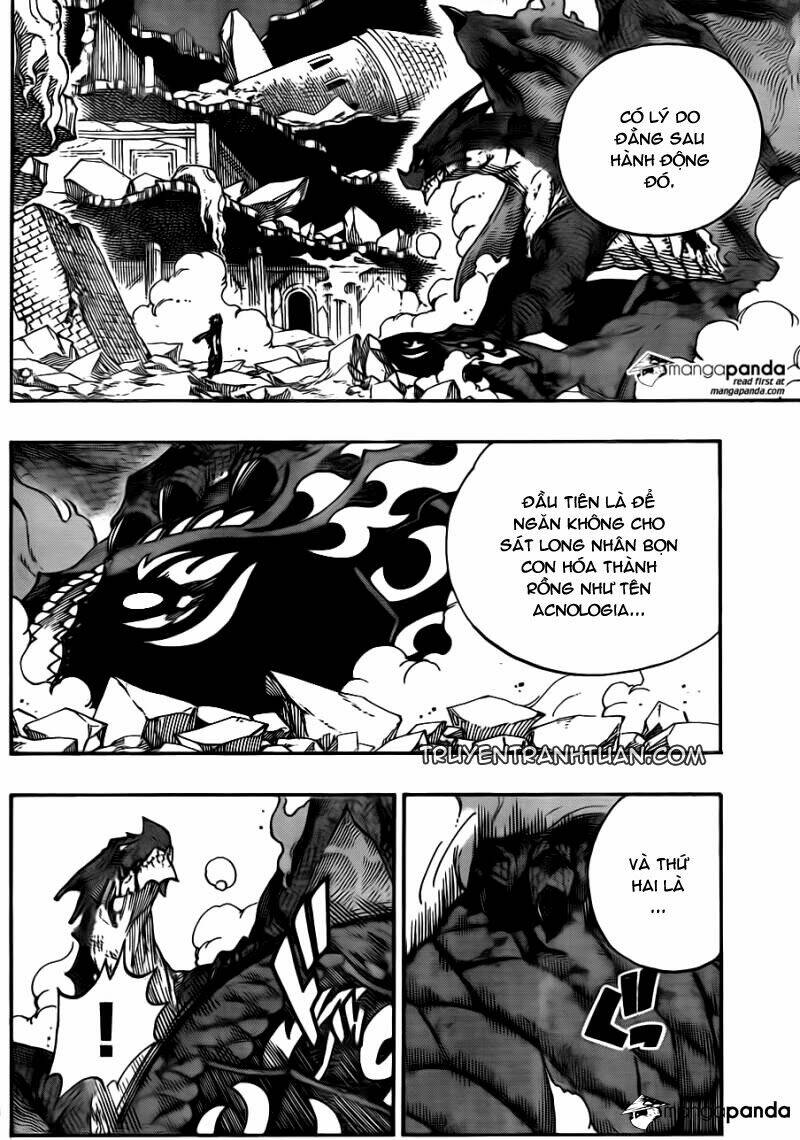 CÓ LÝ DO
ĐẰNG SAU
HÀNH ĐỘNG
ĐÓ.
mangapanda
READ FIRST AT
mangapanda.com
ĐẦU TIÊN LÀ ĐỂ
NGĂN KHÔNG CHO
SÁT LONG NHÂN BỌN
CON HÓA THÀNH
RỒNG NHƯ TÊN
ACNOLOGIA...
TRUYENTRANHTUAN.COM
VÀ THỨ
HAI LÀ
...
!
mangapanda